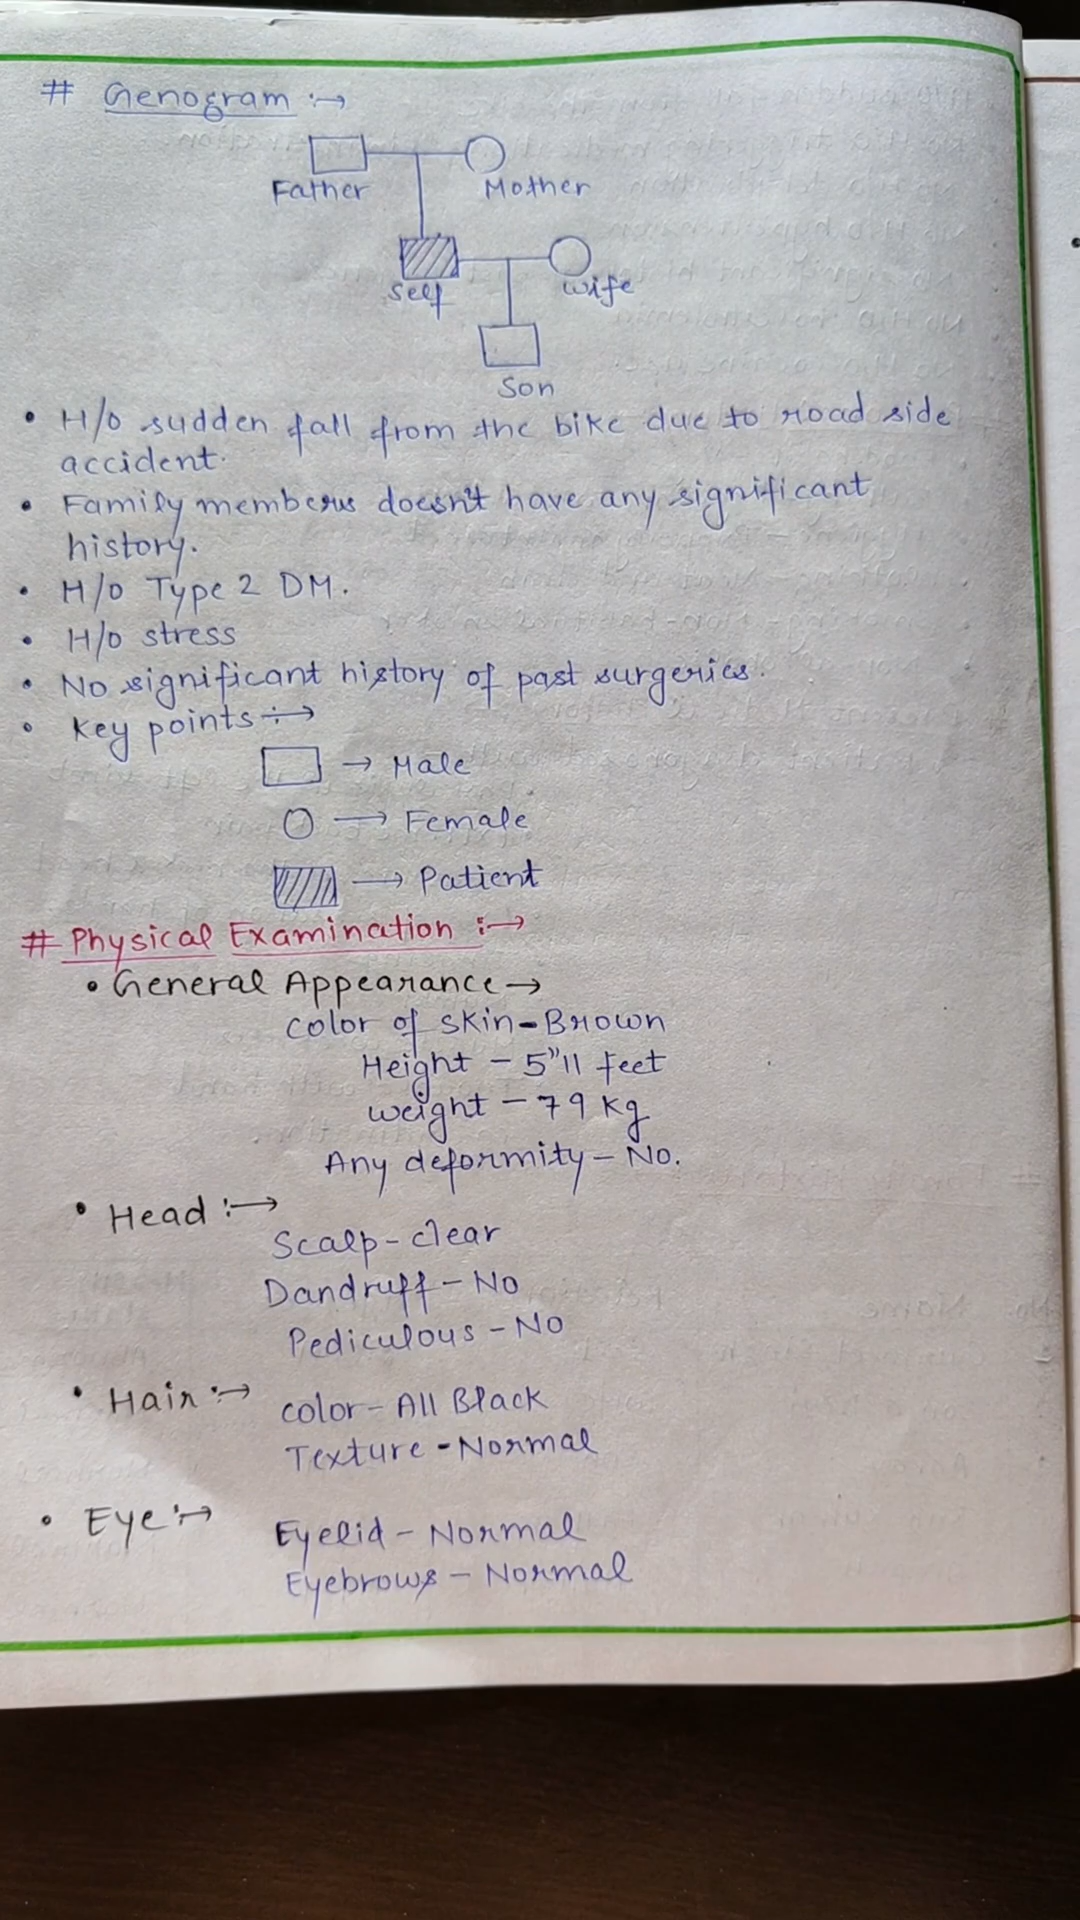 # Genogram :→
Father Mother
Self wife
Son
• H/o sudden fall from the bike due to road side
accident.
• Family members doesn't have any significant
history.
• H/o Type 2 DM.
• H/o stress
• No significant history of past surgeries.
• Key points :→
→ Male
→ Female
→ Patient
# Physical Examination :→
• General Appearance →
color of skin - Brown
Height - 5"11 feet
weight - 79 kg
Any deformity - No.
• Head :→
Scalp - clear
Dandruff - No
Pediculous - No
• Hair :→ color - All Black
Texture - Normal
• Eye :→ Eyelid - Normal
Eyebrows - Normal